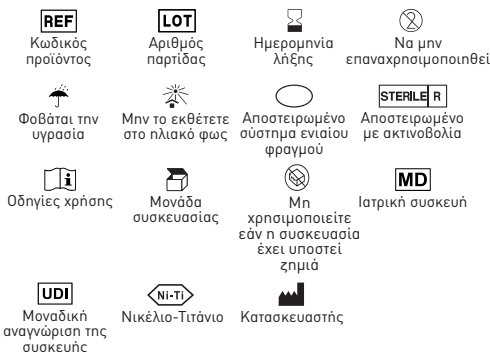 REF LOT
Κωδικός προϊόντος
Αριθμός παρτίδας
Ημερομηνία λήξης
2
Να μην επαναχρησιμοποιηθεί
Φοβάται την υγρασία
Μην το εκθέτετε στο ηλιακό φως
Αποστειρωμένο σύστημα ενιαίου φραγμού
STERILE R
Αποστειρωμένο με ακτινοβολία
i
Οδηγίες χρήσης
Μονάδα συσκευασίας
Μη χρησιμοποιείτε εάν η συσκευασία έχει υποστεί ζημιά
MD
Ιατρική συσκευή
UDI
Μοναδική αναγνώριση της συσκευής
Ni-Ti
Νικέλιο-Τιτάνιο
Κατασκευαστής